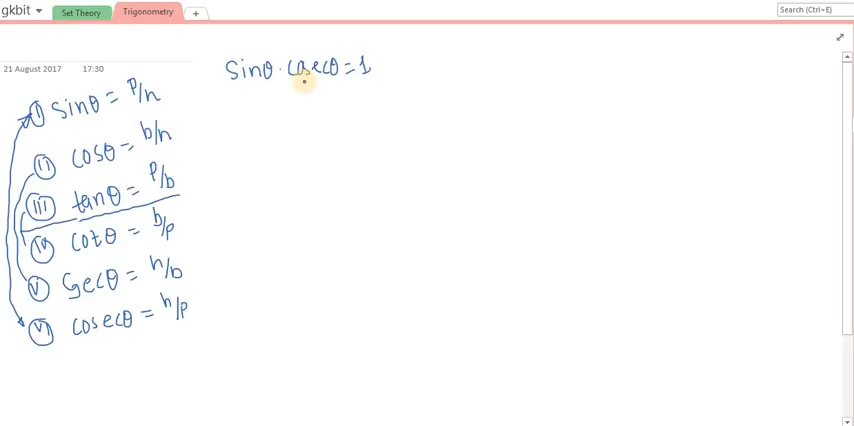 gkbit
Set Theory
Trigonometry
+
Search (Ctrl+E)
21 August 2017 17:30
sinθ · cosecθ = 1
(i) sinθ = p/h
(ii) cosθ = b/h
(iii) tanθ = p/b
(iv) cotθ = b/p
(v) secθ = h/b
(vi) cosecθ = h/p